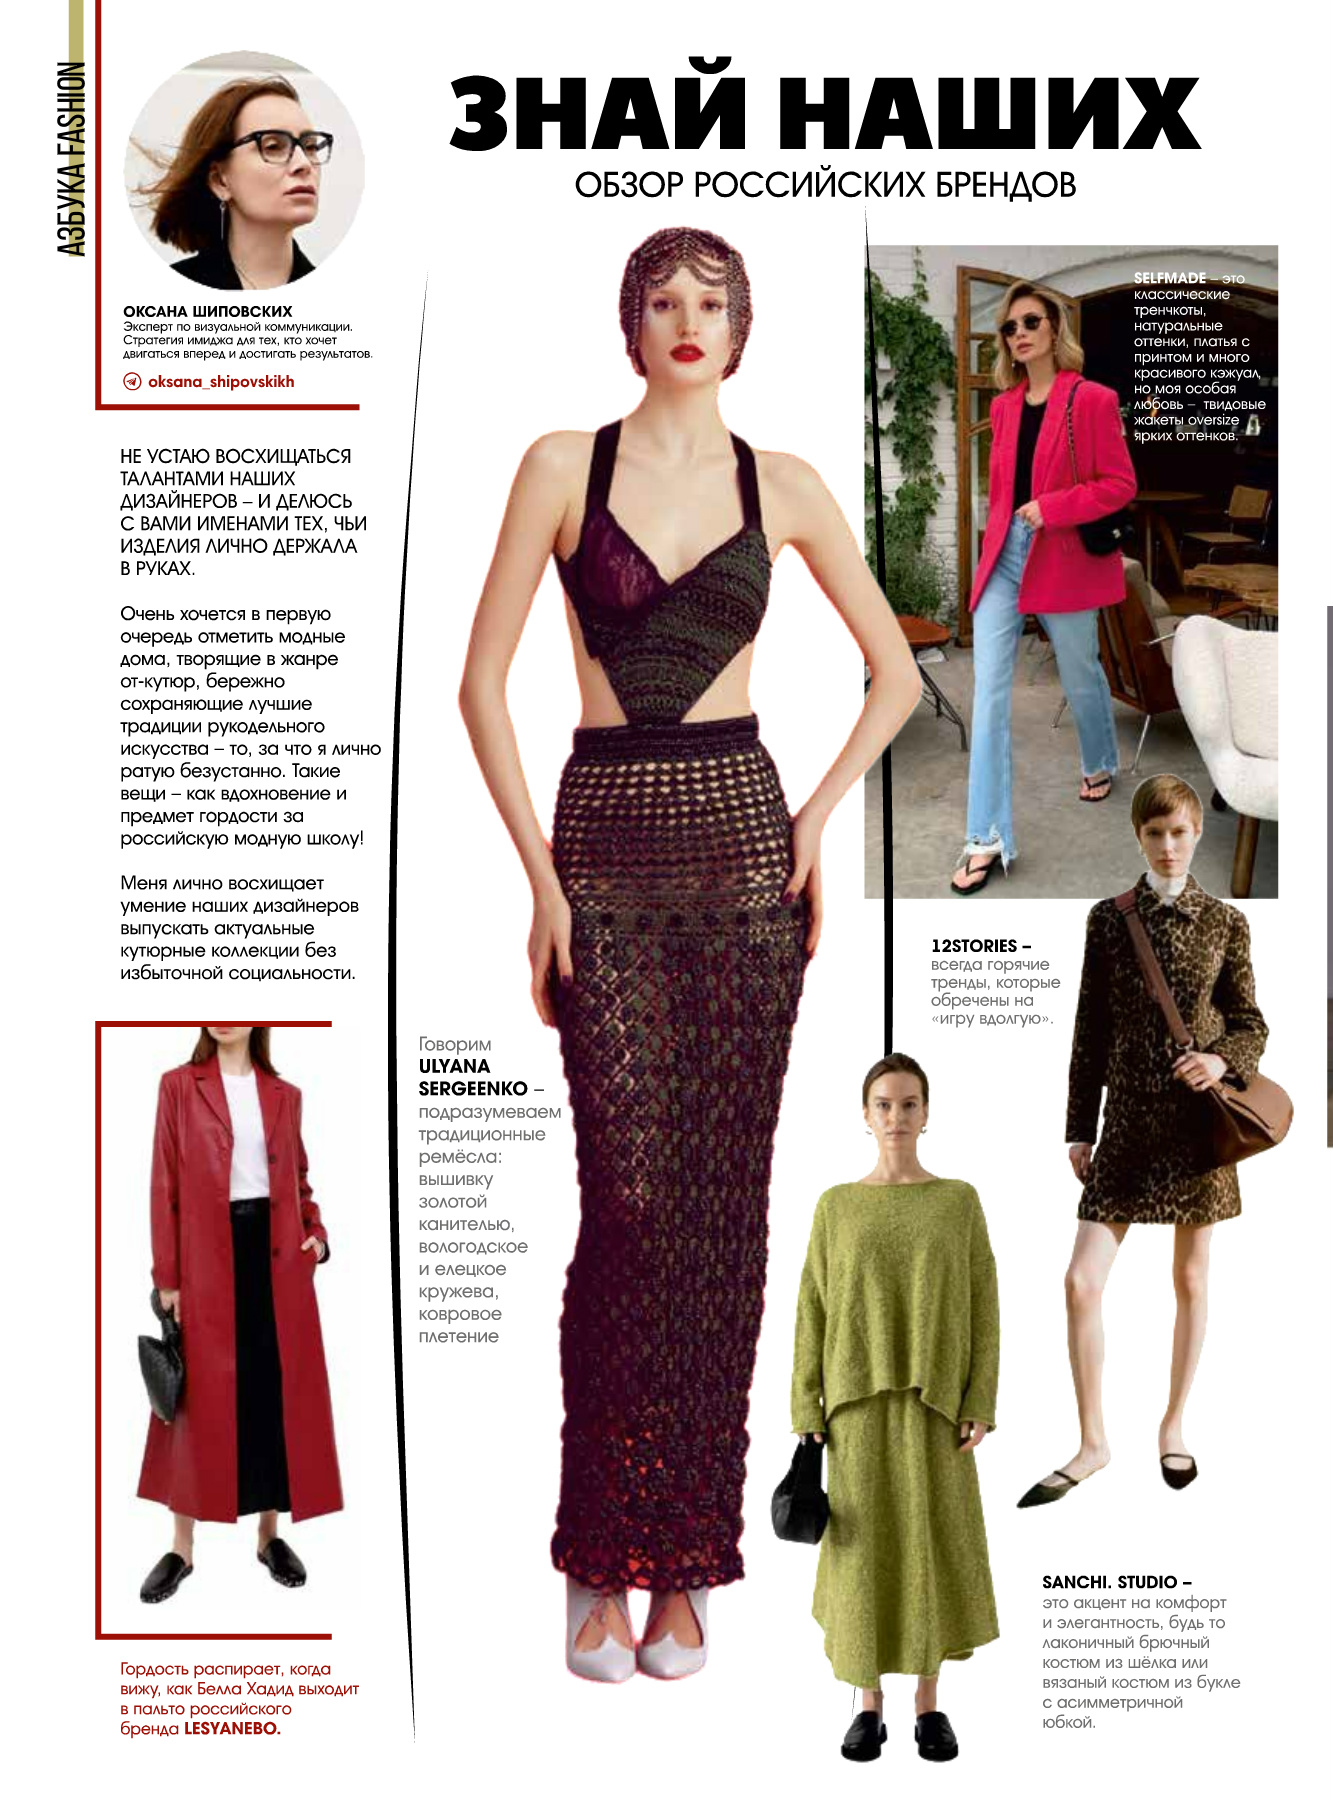 АЗБУКА FASHION
ЗНАЙ НАШИХ
ОБЗОР РОССИЙСКИХ БРЕНДОВ
ОКСАНА ШИПОВСКИХ
Эксперт по визуальной коммуникации.
Стратегия имиджа для тех, кто хочет
двигаться вперед и достигать результатов.
oksana_shipovskikh
НЕ УСТАЮ ВОСХИЩАТЬСЯ
ТАЛАНТАМИ НАШИХ
ДИЗАЙНЕРОВ – И ДЕЛЮСЬ
С ВАМИ ИМЕНАМИ ТЕХ, ЧЬИ
ИЗДЕЛИЯ ЛИЧНО ДЕРЖАЛА
В РУКАХ.
Очень хочется в первую
очередь отметить модные
дома, творящие в жанре
от-кутюр, бережно
сохраняющие лучшие
традиции рукодельного
искусства – то, за что я лично
ратую безустанно. Такие
вещи – как вдохновение и
предмет гордости за
российскую модную школу!
Меня лично восхищает
умение наших дизайнеров
выпускать актуальные
кутюрные коллекции без
избыточной социальности.
Гордость распирает, когда
вижу, как Белла Хадид выходит
в пальто российского
бренда LESYANEBO.
Говорим
ULYANA
SERGEENKO –
подразумеваем
традиционные
ремёсла:
вышивку
золотой
канителью,
вологодское
и елецкое
кружева,
ковровое
плетение
SELFMADE – это
классические
тренчкоты,
натуральные
оттенки, платья с
принтом и много
красивого кэжуал,
но моя особая
любовь – твидовые
жакеты oversize
ярких оттенков.
12STORIES –
всегда горячие
тренды, которые
обречены на
«игру вдолгую».
SANCHI. STUDIO –
это акцент на комфорт
и элегантность, будь то
лаконичный брючный
костюм из шёлка или
вязаный костюм из букле
с асимметричной
юбкой.